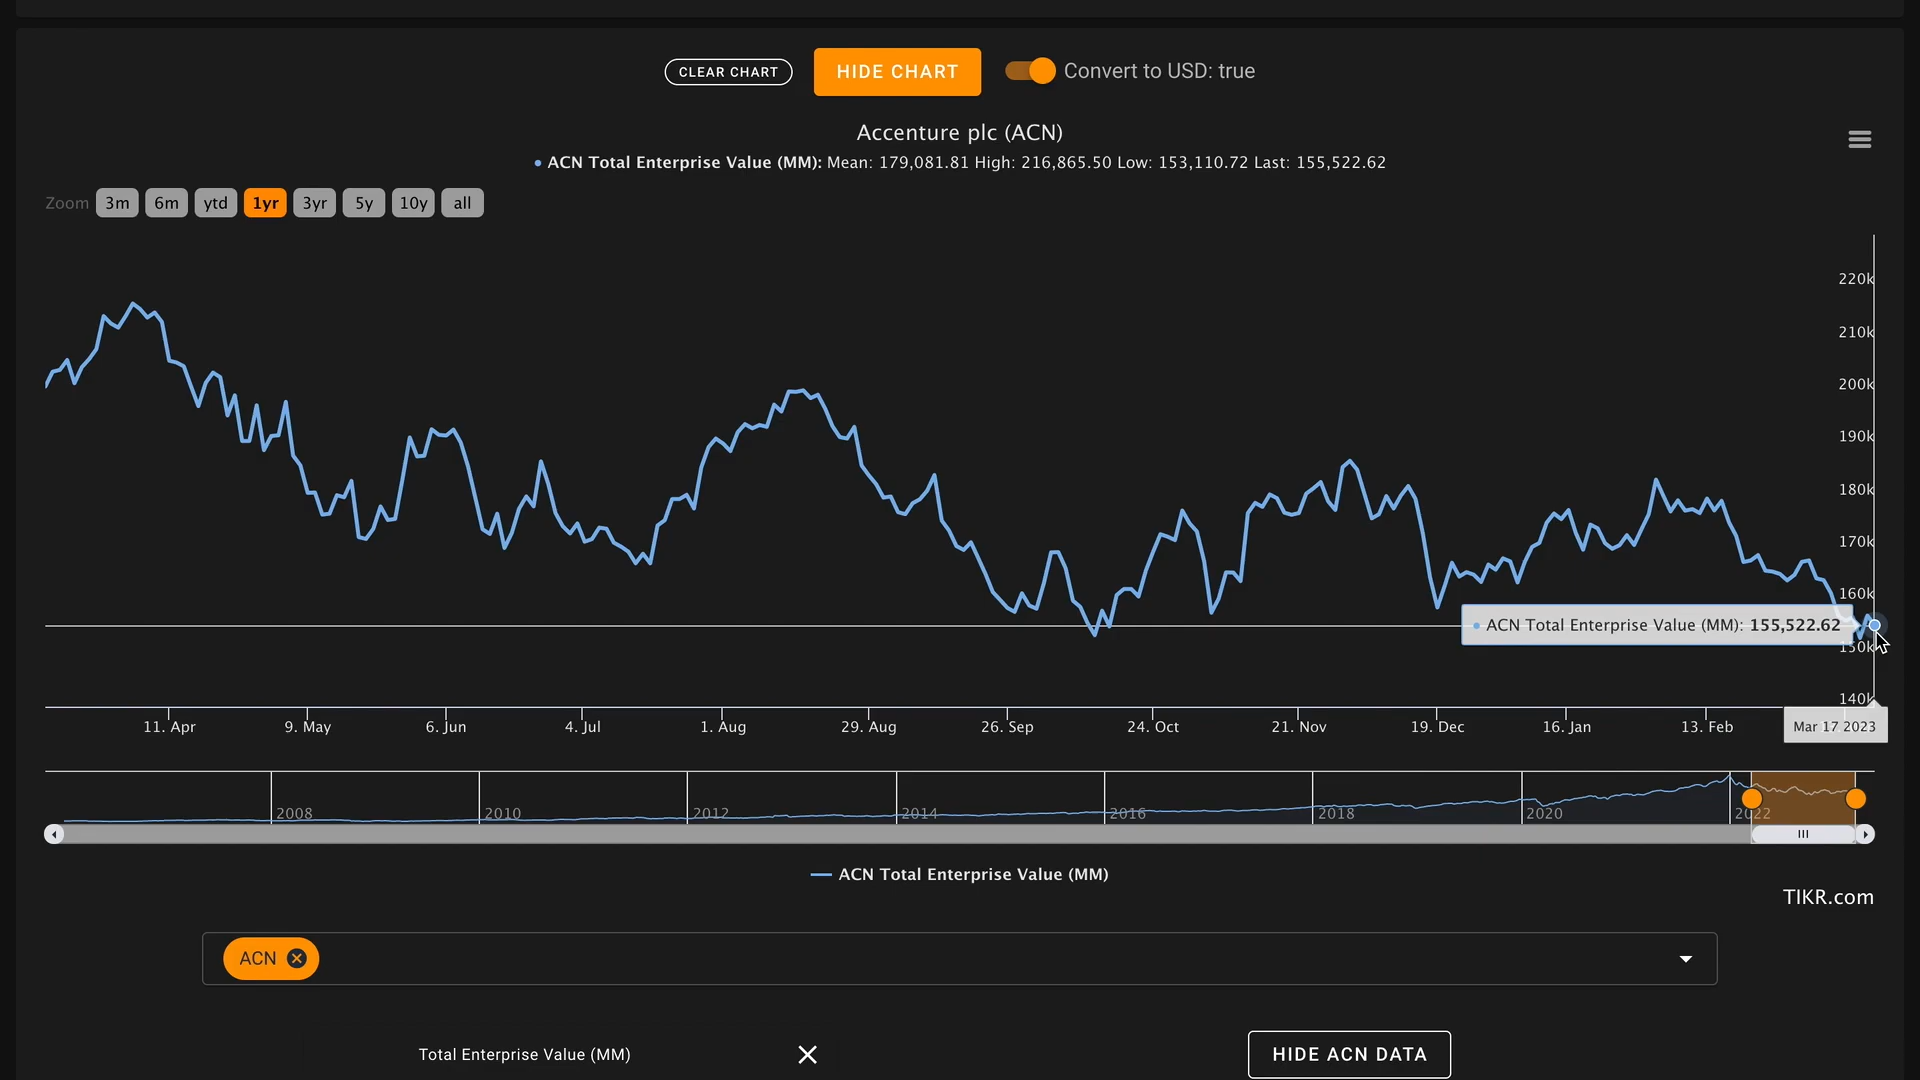 CLEAR CHART HIDE CHART Convert to USD: true
Accenture plc (ACN)
ACN Total Enterprise Value (MM): Mean: 179,081.81 High: 216,865.50 Low: 153,110.72 Last: 155,522.62
Zoom 3m 6m ytd 1yr 3yr 5y 10y all
220k
210k
200k
190k
180k
170k
160k
ACN Total Enterprise Value (MM): 155,522.62
150k
140k
11. Apr 9. May 6. Jun 4. Jul 1. Aug 29. Aug 26. Sep 24. Oct 21. Nov 19. Dec 16. Jan 13. Feb Mar 17 2023
2008 2010 2012 2014 2016 2018 2020 2022
ACN Total Enterprise Value (MM)
TIKR.com
ACN
Total Enterprise Value (MM) HIDE ACN DATA